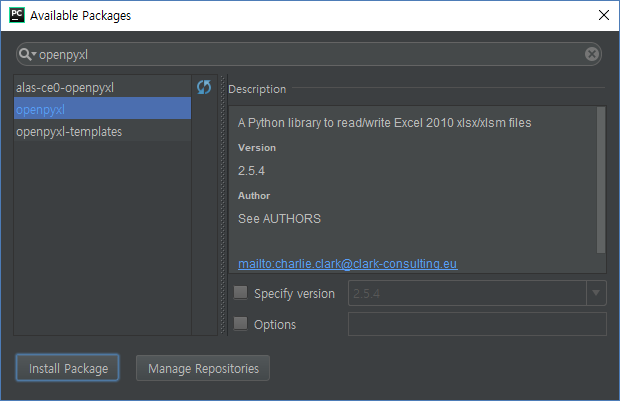 PC
Available Packages
openpyxl
alas-ce0-openpyxl
openpyxl
openpyxl-templates
Description
A Python library to read/write Excel 2010 xlsx/xlsm files
Version
2.5.4
Author
See AUTHORS
mailto:charlie.clark@clark-consulting.eu
Specify version
2.5.4
Options
Install Package
Manage Repositories